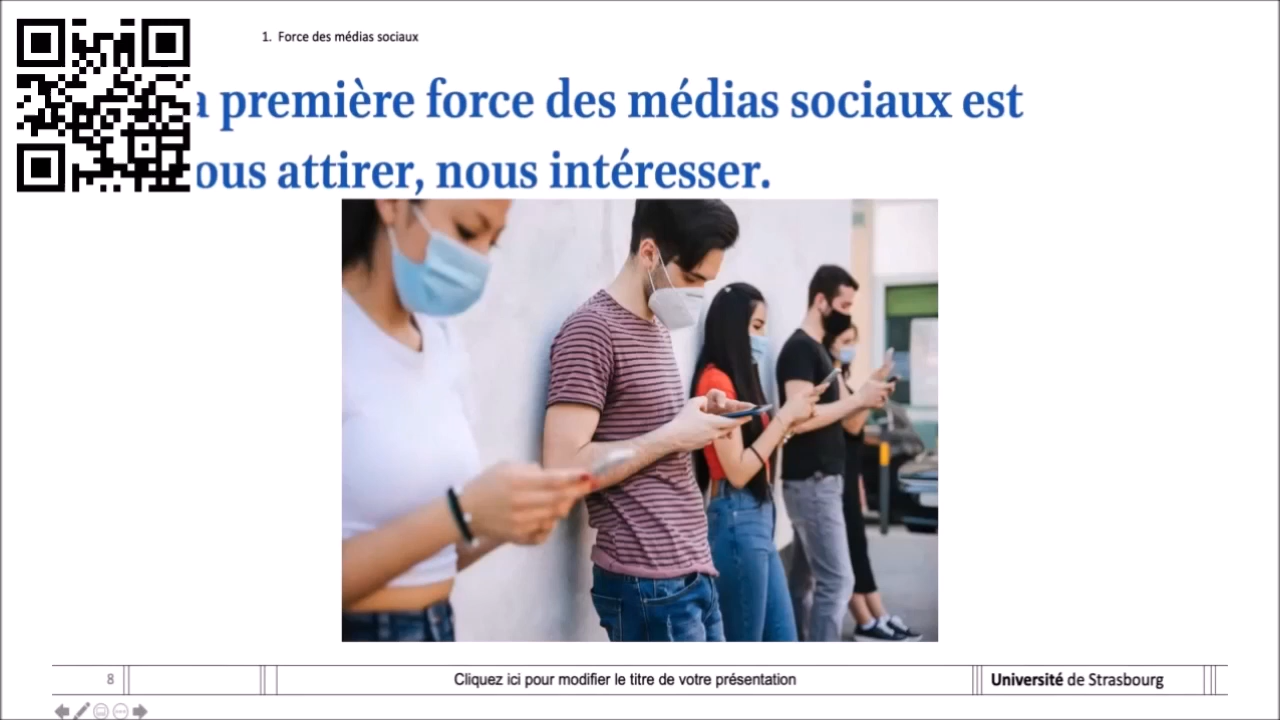 1. Force des médias sociaux
première force des médias sociaux est
attirer, nous intéresser.
8
Cliquez ici pour modifier le titre de votre présentation
Université de Strasbourg